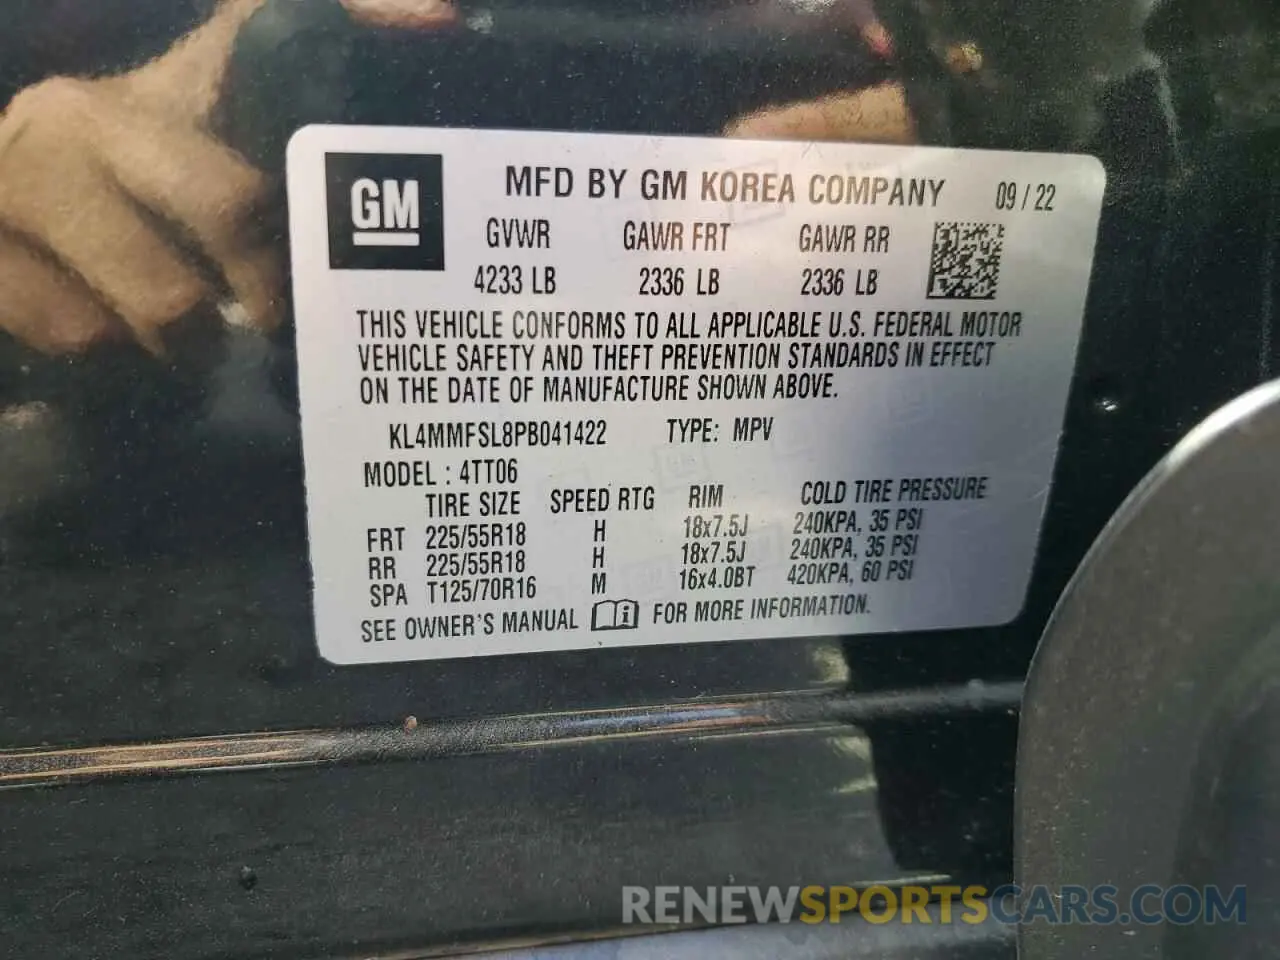 GM
MFD BY GM KOREA COMPANY 09 / 22
GVWR GAWR FRT GAWR RR
4233 LB 2336 LB 2336 LB
THIS VEHICLE CONFORMS TO ALL APPLICABLE U.S. FEDERAL MOTOR
VEHICLE SAFETY AND THEFT PREVENTION STANDARDS IN EFFECT
ON THE DATE OF MANUFACTURE SHOWN ABOVE.
KL4MMFSL8PB041422 TYPE: MPV
MODEL : 4TT06
TIRE SIZE SPEED RTG RIM COLD TIRE PRESSURE
FRT 225/55R18 H 18x7.5J 240KPA, 35 PSI
RR 225/55R18 H 18x7.5J 240KPA, 35 PSI
SPA T125/70R16 M 16x4.0BT 420KPA, 60 PSI
SEE OWNER'S MANUAL i FOR MORE INFORMATION.
RENEWSPORTSCARS.COM